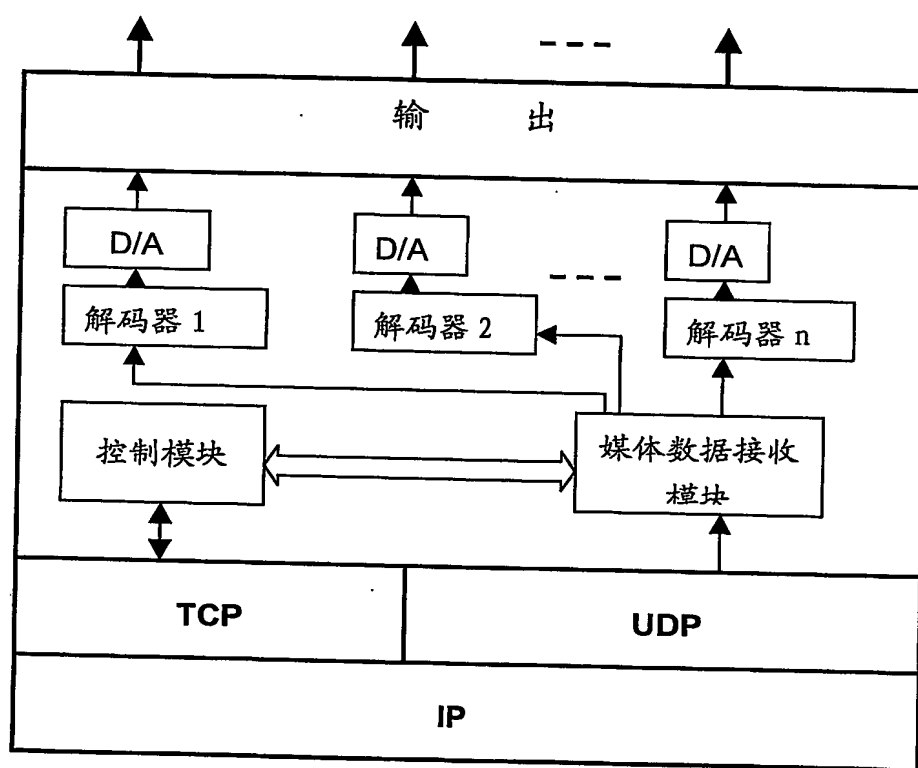 输 出
D/A D/A D/A
解码器 1 解码器 2 解码器 n
控制模块
媒体数据接收
模块
TCP UDP
IP